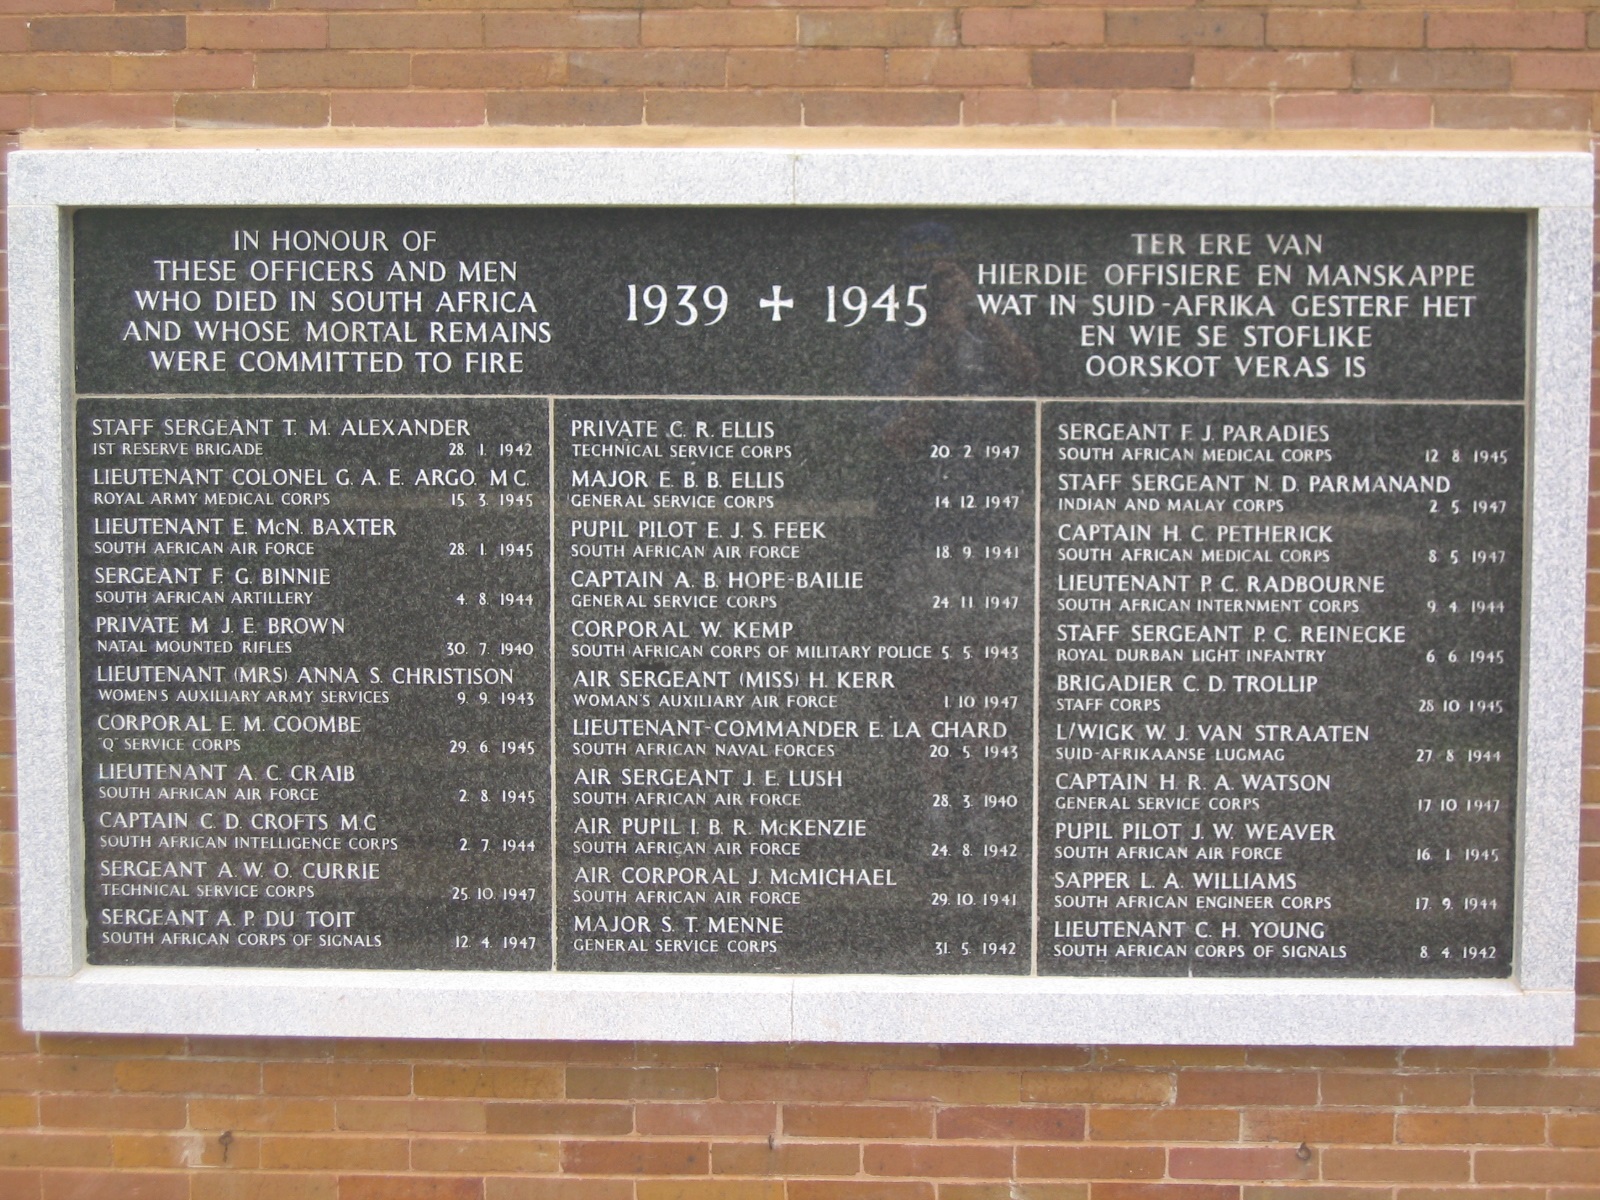 IN HONOUR OF
THESE OFFICERS AND MEN
WHO DIED IN SOUTH AFRICA
AND WHOSE MORTAL REMAINS
WERE COMMITTED TO FIRE
1939 + 1945
TER ERE VAN
HIERDIE OFFISIERE EN MANSKAPPE
WAT IN SUID-AFRIKA GESTERF HET
EN WIE SE STOFLIKE
OORSKOT VERAS IS
STAFF SERGEANT T. M. ALEXANDER
1ST RESERVE BRIGADE 28. 1. 1942
LIEUTENANT COLONEL G. A. E. ARGO. M C.
ROYAL ARMY MEDICAL CORPS 15. 3. 1945
LIEUTENANT E. McN. BAXTER
SOUTH AFRICAN AIR FORCE 28. 1. 1945
SERGEANT F. G. BINNIE
SOUTH AFRICAN ARTILLERY 4. 8. 1944
PRIVATE M J. E. BROWN
NATAL MOUNTED RIFLES 30. 7. 1940
LIEUTENANT (MRS) ANNA S. CHRISTISON
WOMEN'S AUXILIARY ARMY SERVICES 9. 9. 1943
CORPORAL E. M. COOMBE
"Q" SERVICE CORPS 29. 6. 1945
LIEUTENANT A. C. CRAIB
SOUTH AFRICAN AIR FORCE 2. 8. 1945
CAPTAIN C. D. CROFTS M.C
SOUTH AFRICAN INTELLIGENCE CORPS 2. 7. 1944
SERGEANT A. W. O. CURRIE
TECHNICAL SERVICE CORPS 25. 10. 1947
SERGEANT A. P. DU TOIT
SOUTH AFRICAN CORPS OF SIGNALS 12. 4. 1947
PRIVATE C. R. ELLIS
TECHNICAL SERVICE CORPS 20 2 1947
MAJOR E. B. B. ELLIS
GENERAL SERVICE CORPS 14 12 1947
PUPIL PILOT E. J. S. FEEK
SOUTH AFRICAN AIR FORCE 18. 9. 1941
CAPTAIN A. B. HOPE-BAILIE
GENERAL SERVICE CORPS 24 11 1947
CORPORAL W. KEMP
SOUTH AFRICAN CORPS OF MILITARY POLICE 5. 5. 1943
AIR SERGEANT (MISS) H. KERR
WOMAN'S AUXILIARY AIR FORCE 1. 10 1947
LIEUTENANT-COMMANDER E. LA CHARD
SOUTH AFRICAN NAVAL FORCES 20. 5. 1943
AIR SERGEANT J. E. LUSH
SOUTH AFRICAN AIR FORCE 28. 3. 1940
AIR PUPIL I. B. R. McKENZIE
SOUTH AFRICAN AIR FORCE 24. 8. 1942
AIR CORPORAL J. McMICHAEL
SOUTH AFRICAN AIR FORCE 29. 10. 1941
MAJOR S. T. MENNE
GENERAL SERVICE CORPS 31. 5. 1942
SERGEANT F. J. PARADIES
SOUTH AFRICAN MEDICAL CORPS 12 8 1945
STAFF SERGEANT N. D. PARMANAND
INDIAN AND MALAY CORPS 2 5 1947
CAPTAIN H. C. PETHERICK
SOUTH AFRICAN MEDICAL CORPS 8 5 1947
LIEUTENANT P. C. RADBOURNE
SOUTH AFRICAN INTERNMENT CORPS 9 4 1944
STAFF SERGEANT P. C. REINECKE
ROYAL DURBAN LIGHT INFANTRY 6 6 1945
BRIGADIER C. D. TROLLIP
STAFF CORPS 28 10 1945
L/WIGK W. J. VAN STRAATEN
SUID-AFRIKAANSE LUGMAG 27 8 1944
CAPTAIN H. R. A. WATSON
GENERAL SERVICE CORPS 17 10 1947
PUPIL PILOT J. W. WEAVER
SOUTH AFRICAN AIR FORCE 16. 1 1945
SAPPER L. A. WILLIAMS
SOUTH AFRICAN ENGINEER CORPS 17. 9. 1944
LIEUTENANT C. H. YOUNG
SOUTH AFRICAN CORPS OF SIGNALS 8. 4. 1942